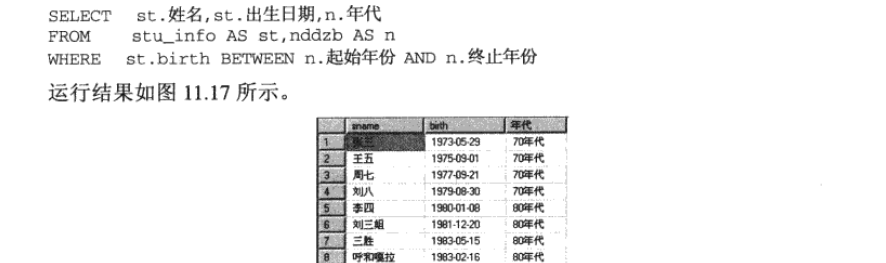 SELECT st.姓名,st.出生日期,n.年代
FROM stu_info AS st,nddzb AS n
WHERE st.birth BETWEEN n.起始年份 AND n.终止年份
运行结果如图 11.17 所示。
sname birth 年代
1 张三 1973-05-29 70年代
2 王五 1975-09-01 70年代
3 周七 1977-09-21 70年代
4 刘八 1979-08-30 70年代
5 李四 1980-01-08 80年代
6 刘三姐 1981-12-20 80年代
7 三胜 1983-05-15 80年代
8 呼和嘎拉 1983-02-16 80年代